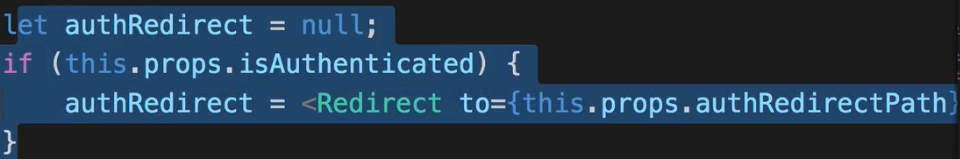 let authRedirect = null;
if (this.props.isAuthenticated) {
authRedirect = <Redirect to={this.props.authRedirectPath}
}